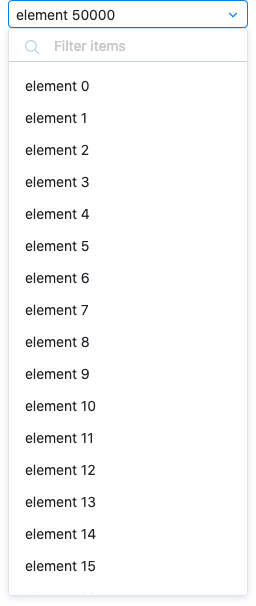 element 50000
Filter items
element 0
element 1
element 2
element 3
element 4
element 5
element 6
element 7
element 8
element 9
element 10
element 11
element 12
element 13
element 14
element 15